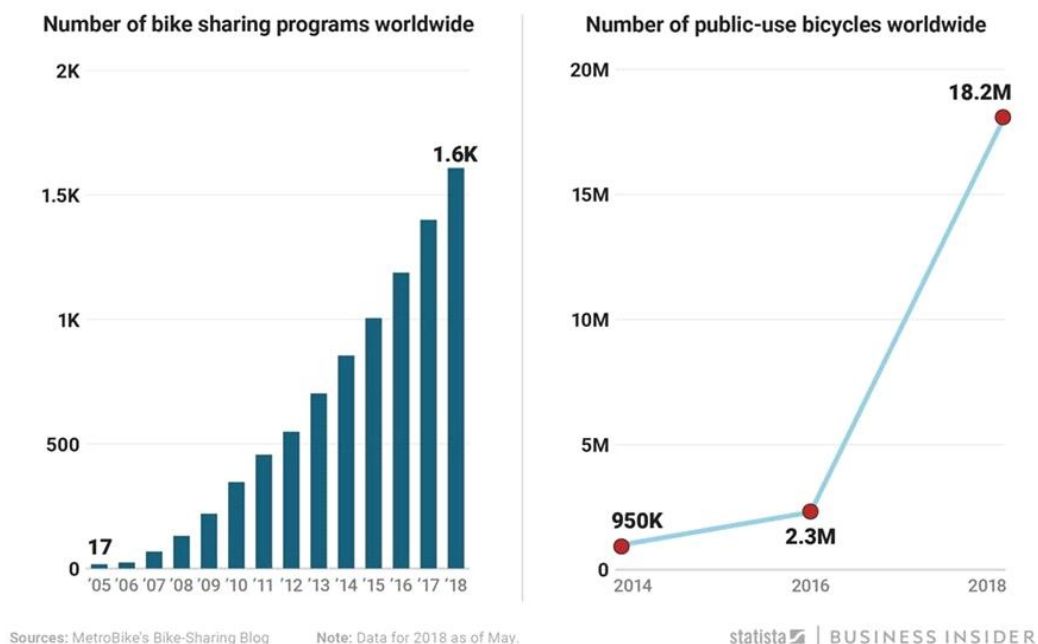 Number of bike sharing programs worldwide
2K
1.5K
1K
500
0
17
1.6K
'05 '06 '07 '08 '09 '10 '11 '12 '13 '14 '15 '16 '17 '18
Number of public-use bicycles worldwide
20M
15M
10M
5M
0
950K
2.3M
18.2M
2014 2016 2018
Sources: MetroBike's Bike-Sharing Blog Note: Data for 2018 as of May.
statista BUSINESS INSIDER